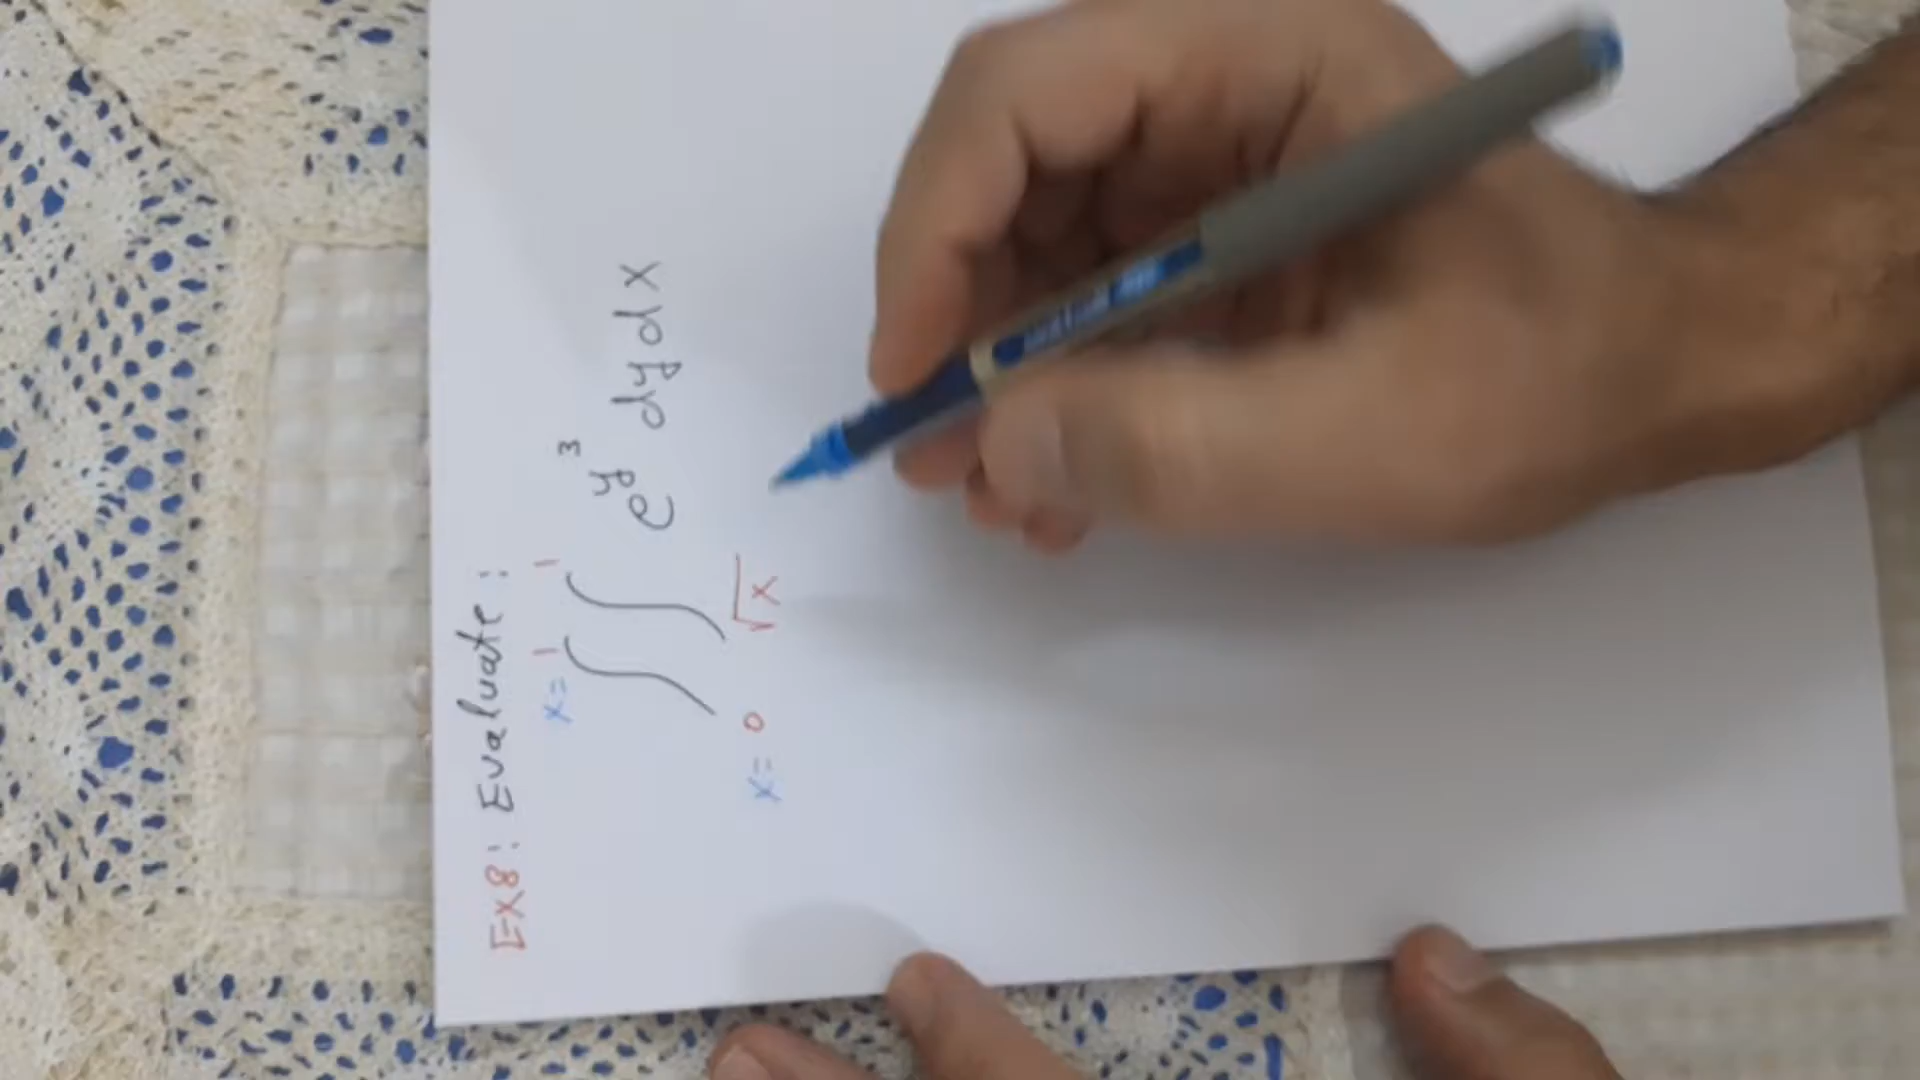 Ex8: Evaluate:
x=1 1
∫∫ e^y^3 dy dx
x=0 √x